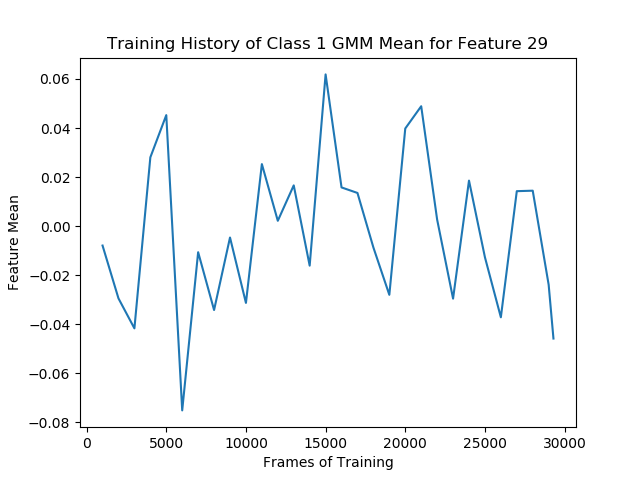 Training History of Class 1 GMM Mean for Feature 29
0.06
0.04
0.02
0.00
−0.02
−0.04
−0.06
−0.08
Feature Mean
0 5000 10000 15000 20000 25000 30000
Frames of Training